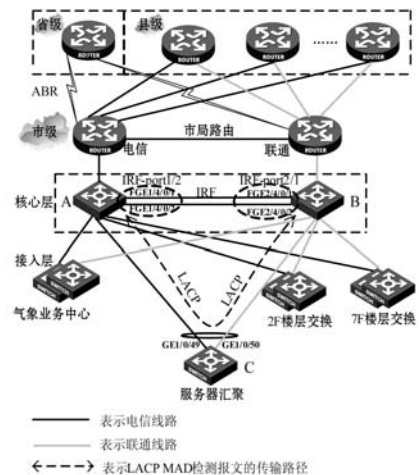 省级
县级
ROUTER
ROUTER
ROUTER
......
ROUTER
ABR
市级
ROUTER
市局路由
ROUTER
电信
联通
IRF-port1/2
IRF-port2/1
核心层
A
FGE1/4/0/1
IRF
FGE2/4/0/1
B
FGE1/4/0/2
FGE2/4/0/2
接入层
LACP
LACP
SWITCH
SWITCH
SWITCH
气象业务中心
2F楼层交换
7F楼层交换
GE1/0/49
GE1/0/50
C
服务器汇聚
表示电信线路
表示联通线路
表示LACP MAD检测报文的传输路径